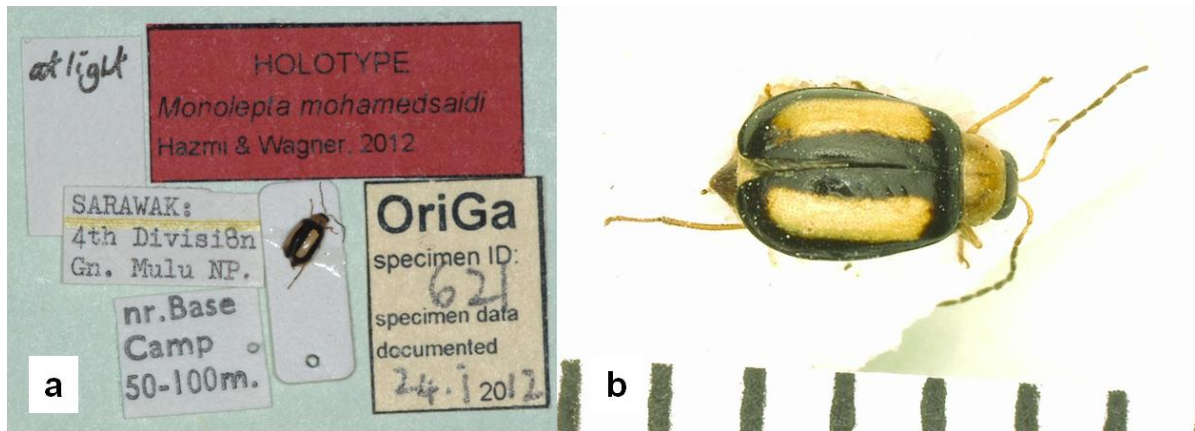 at light
HOLOTYPE
Monolepta mohamedsaidi
Hazmi & Wagner, 2012
SARAWAK:
4th Divisi8n
Gn. Mulu NP.
nr.Base
Camp
50-100m.
OriGa
specimen ID:
621
specimen data
documented
24.i 2012
a
b